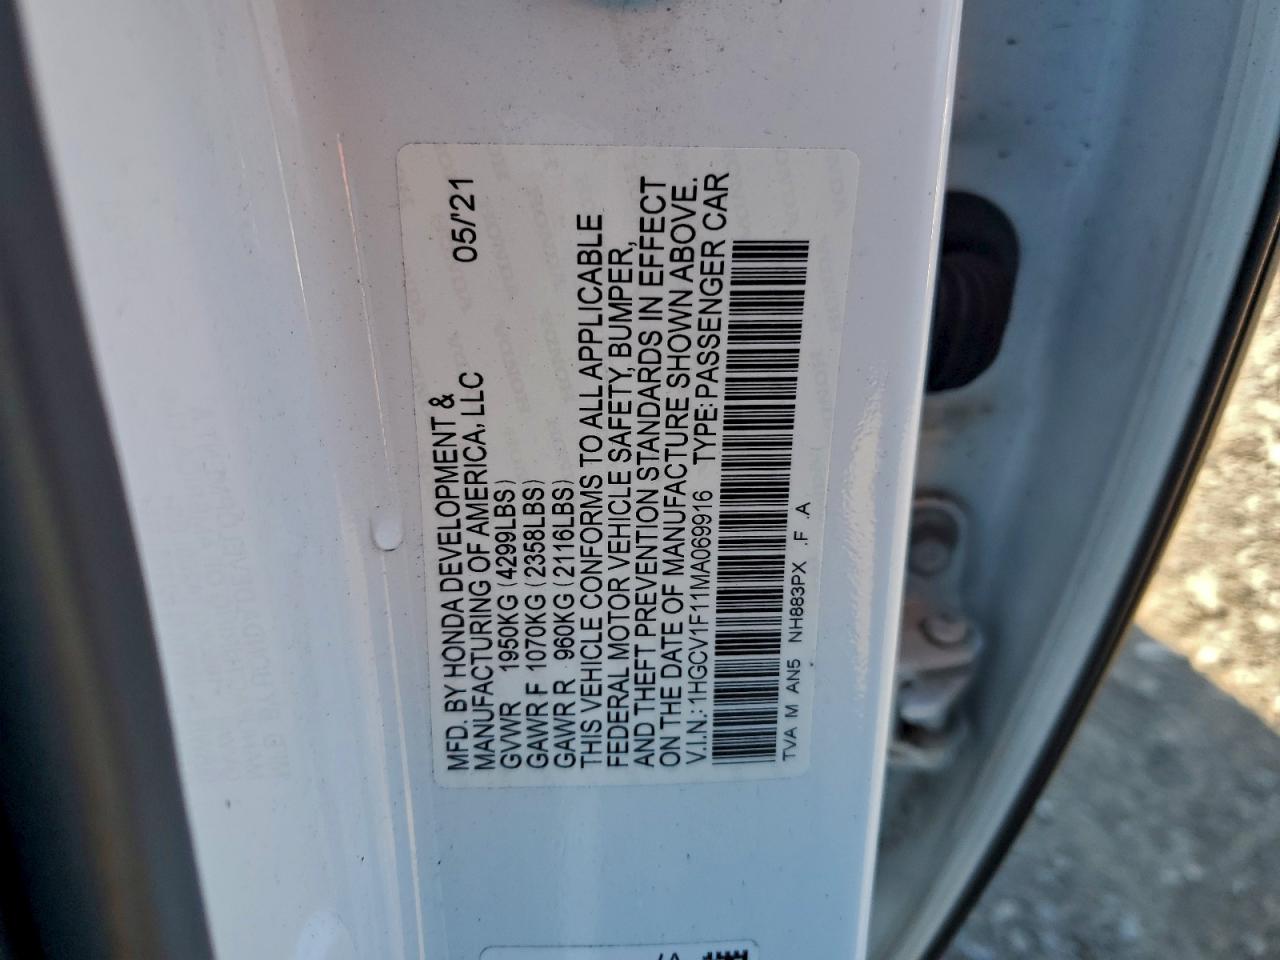 MFD. BY HONDA DEVELOPMENT &
MANUFACTURING OF AMERICA, LLC 05/'21
GVWR 1950KG (4299LBS)
GAWR F 1070KG (2358LBS)
GAWR R 960KG (2116LBS)
THIS VEHICLE CONFORMS TO ALL APPLICABLE
FEDERAL MOTOR VEHICLE SAFETY, BUMPER,
AND THEFT PREVENTION STANDARDS IN EFFECT
ON THE DATE OF MANUFACTURE SHOWN ABOVE.
V.I.N.: 1HGCV1F11MA069916 TYPE: PASSENGER CAR
TVA M AN5 NH883PX .F .A